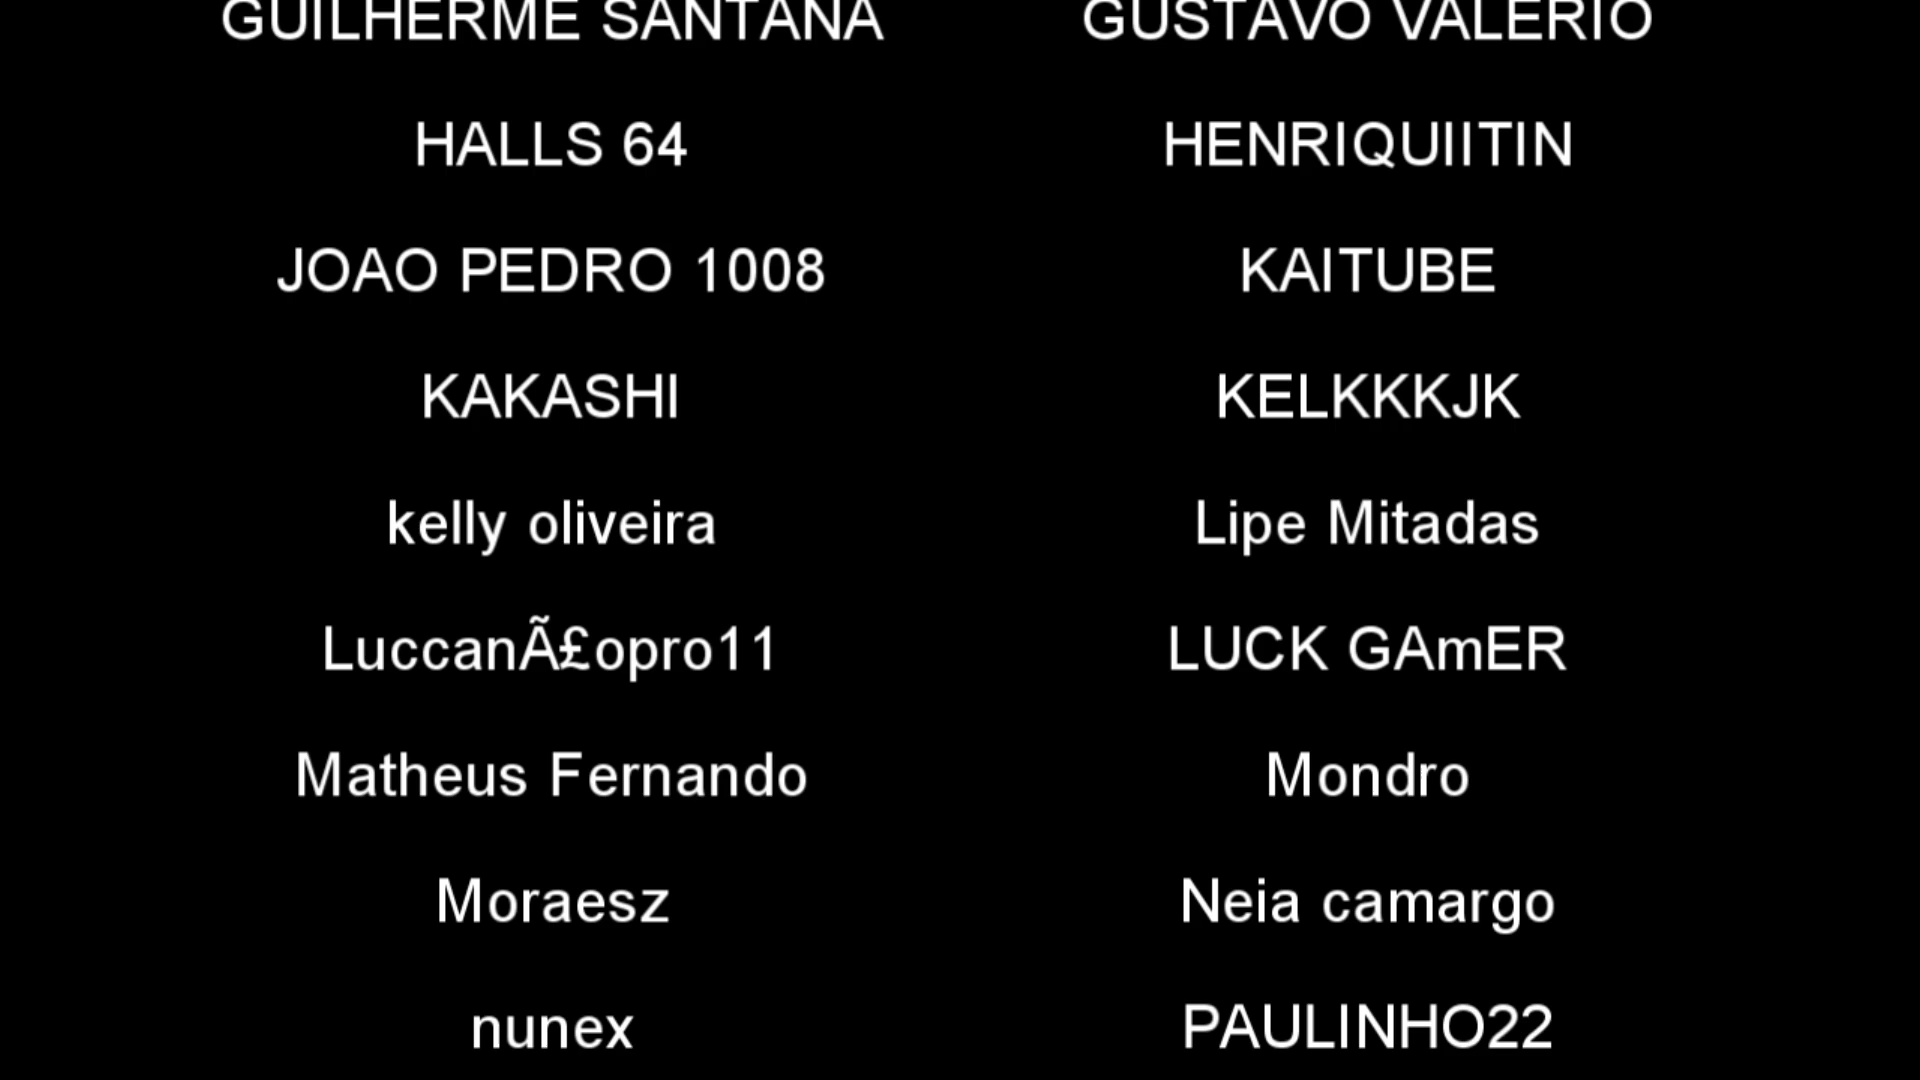 GUILHERME SANTANA GUSTAVO VALERIO
HALLS 64 HENRIQUIITIN
JOAO PEDRO 1008 KAITUBE
KAKASHI KELKKKJK
kelly oliveira Lipe Mitadas
LuccanÃ£opro11 LUCK GAmER
Matheus Fernando Mondro
Moraesz Neia camargo
nunex PAULINHO22